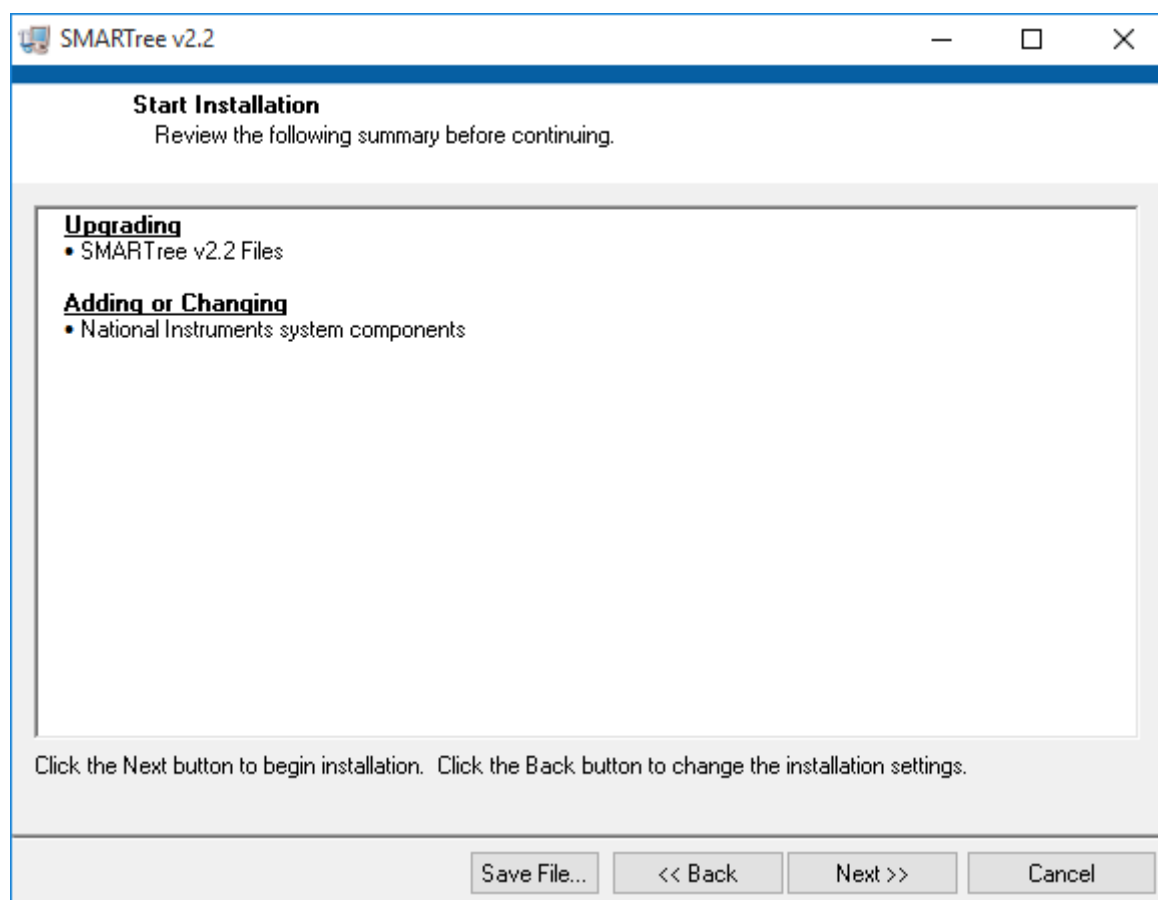 SMARTree v2.2
Start Installation
Review the following summary before continuing.
Upgrading
• SMARTree v2.2 Files
Adding or Changing
• National Instruments system components
Click the Next button to begin installation. Click the Back button to change the installation settings.
Save File... << Back Next >> Cancel